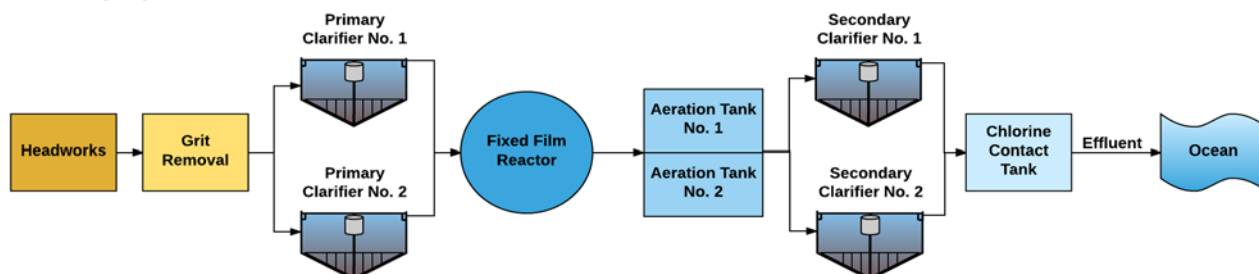 Headworks
Grit
Removal
Primary
Clarifier No. 1
Primary
Clarifier No. 2
Fixed Film
Reactor
Aeration Tank
No. 1
Aeration Tank
No. 2
Secondary
Clarifier No. 1
Secondary
Clarifier No. 2
Chlorine
Contact
Tank
Effluent
Ocean